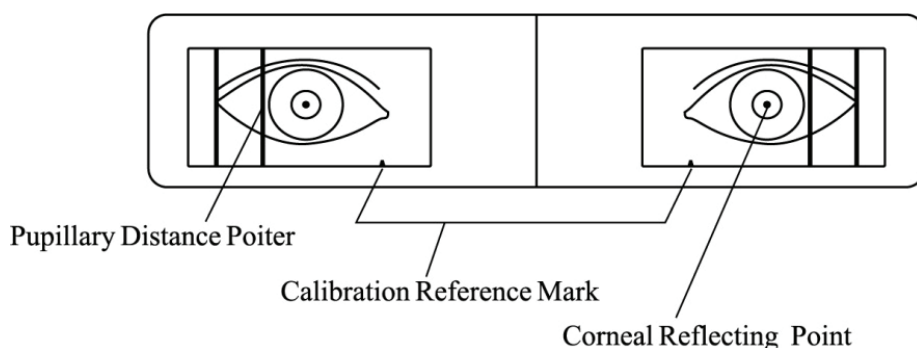 Pupillary Distance Poiter
Calibration Reference Mark
Corneal Reflecting Point